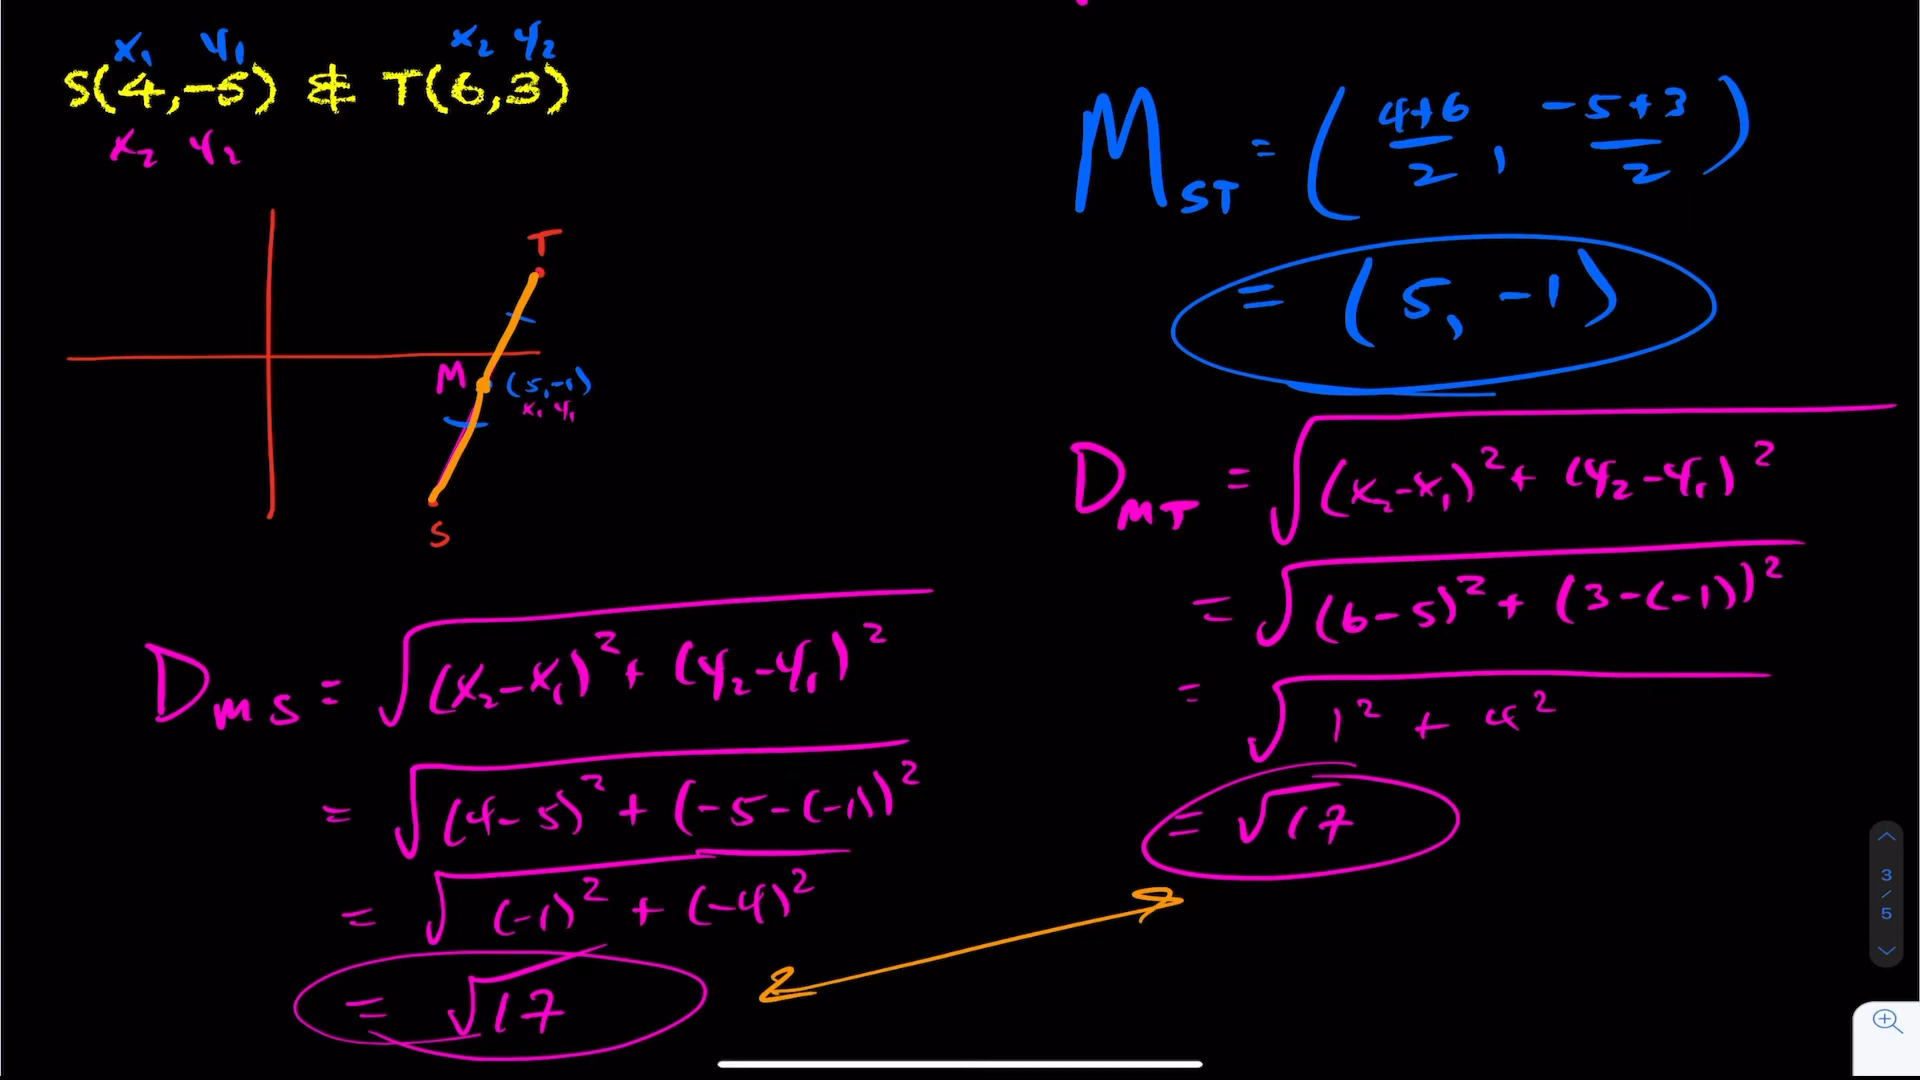 x₁ y₁ x₂ y₂
S(4,-5) & T(6,3)
x₂ y₂
T
M (5,-1)
x₁ y₁
S
M_ST = (4+6/2, -5+3/2)
= (5, -1)
D_MT = √(x₂-x₁)² + (y₂-y₁)²
= √(6-5)² + (3-(-1))²
= √1² + 4²
= √17
D_MS = √(x₂-x₁)² + (y₂-y₁)²
= √(4-5)² + (-5-(-1))²
= √(-1)² + (-4)²
= √17
3
/
5